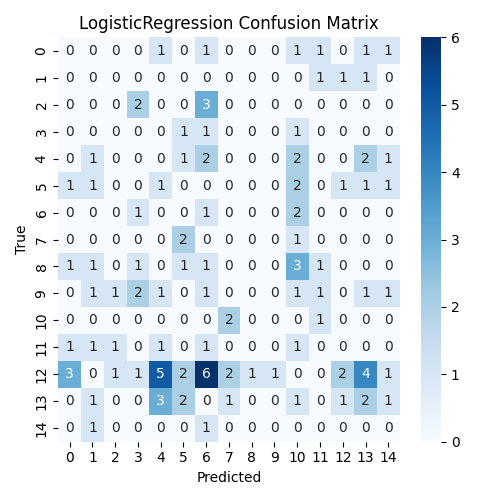 LogisticRegression Confusion Matrix
0 0 0 0 0 1 0 1 0 0 0 1 1 0 1 1
1 0 0 0 0 0 0 0 0 0 0 0 1 1 1 0
2 0 0 0 2 0 0 3 0 0 0 0 0 0 0 0
3 0 0 0 0 0 1 1 0 0 0 1 0 0 0 0
4 0 1 0 0 0 1 2 0 0 0 2 0 0 2 1
5 1 1 0 0 1 0 0 0 0 0 2 0 1 1 1
6 0 0 0 1 0 0 1 0 0 0 2 0 0 0 0
7 0 0 0 0 0 2 0 0 0 0 1 0 0 0 0
8 1 1 0 1 0 1 1 0 0 0 3 1 0 0 0
9 0 1 1 2 1 0 1 0 0 0 1 1 0 1 1
10 0 0 0 0 0 0 0 2 0 0 0 1 0 0 0
11 1 1 1 0 1 0 1 0 0 0 1 0 0 0 0
12 3 0 1 1 5 2 6 2 1 1 0 0 2 4 1
13 0 1 0 0 3 2 0 1 0 0 1 0 1 2 1
14 0 1 0 0 0 0 1 0 0 0 0 0 0 0 0
0 1 2 3 4 5 6 7 8 9 10 11 12 13 14
Predicted
True
6
5
4
3
2
1
0